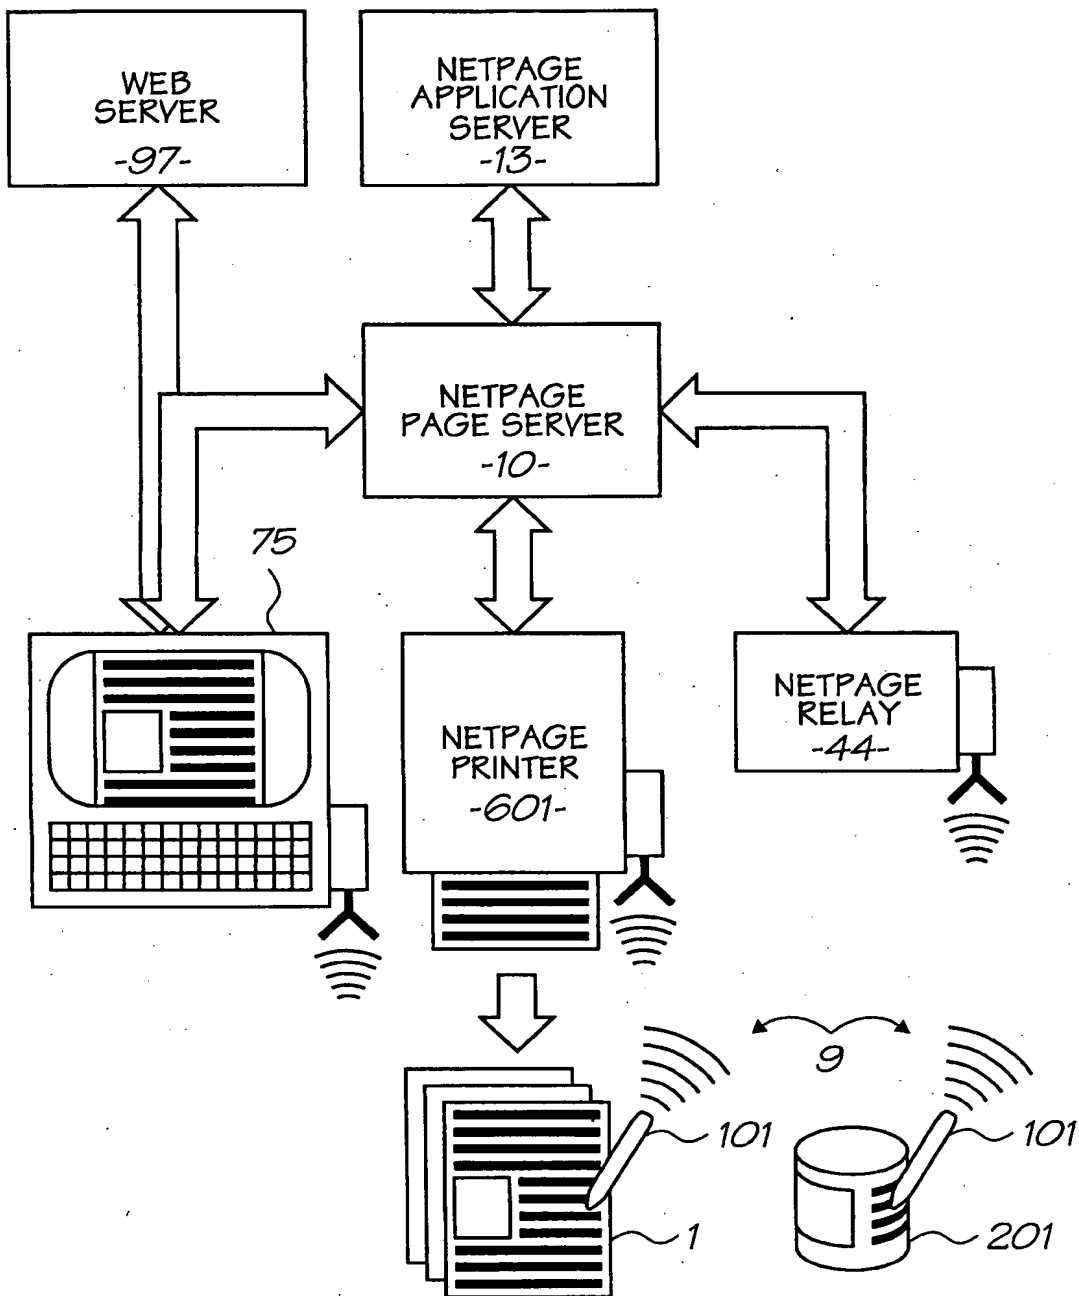 WEB
SERVER
-97-
NETPAGE
APPLICATION
SERVER
-13-
NETPAGE
PAGE SERVER
-10-
75
NETPAGE
PRINTER
-601-
NETPAGE
RELAY
-44-
9
101
101
1
201